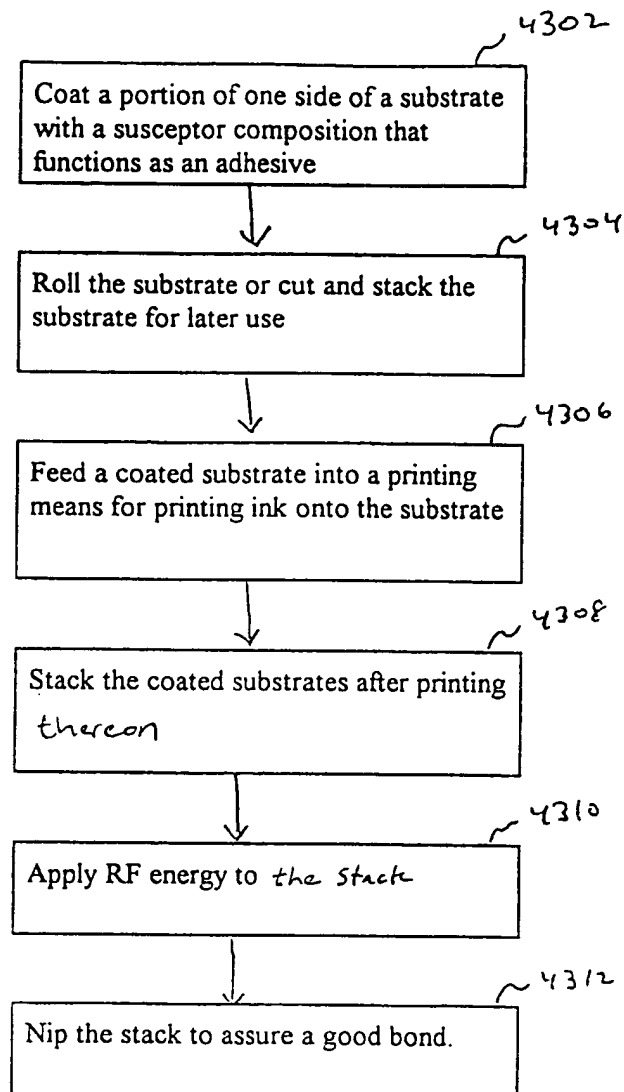 4302
Coat a portion of one side of a substrate
with a susceptor composition that
functions as an adhesive
4304
Roll the substrate or cut and stack the
substrate for later use
4306
Feed a coated substrate into a printing
means for printing ink onto the substrate
4308
Stack the coated substrates after printing
thereon
4310
Apply RF energy to the stack
4312
Nip the stack to assure a good bond.